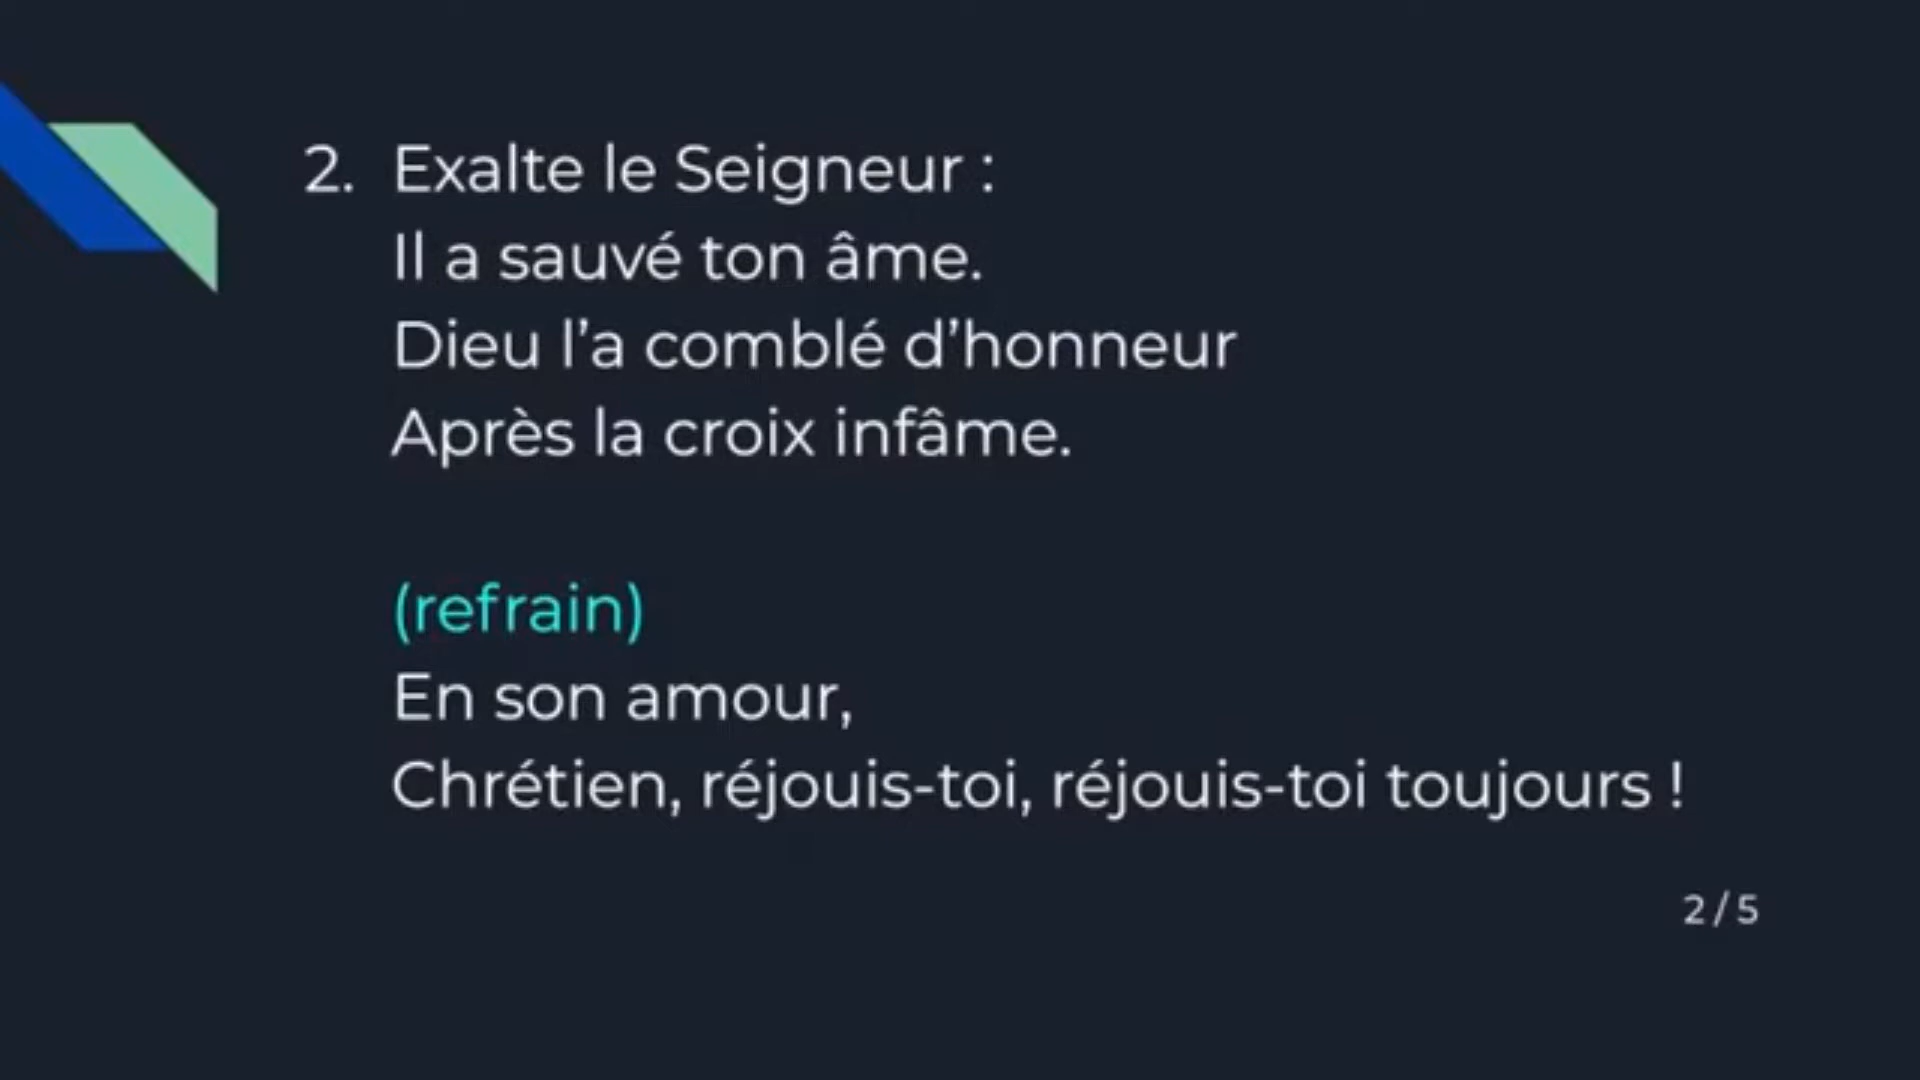 2. Exalte le Seigneur :
Il a sauvé ton âme.
Dieu l’a comblé d’honneur
Après la croix infâme.
(refrain)
En son amour,
Chrétien, réjouis-toi, réjouis-toi toujours !
2 / 5